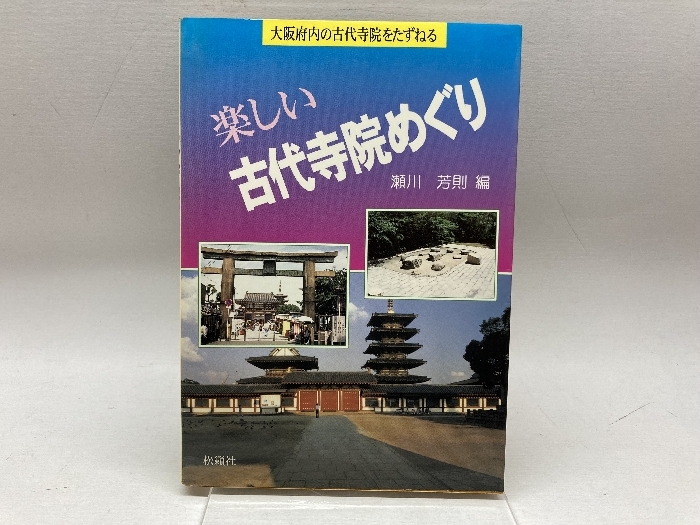 大阪府内の古代寺院をたずねる
楽しい
古代寺院めぐり
瀬川 芳則 編
松籟社